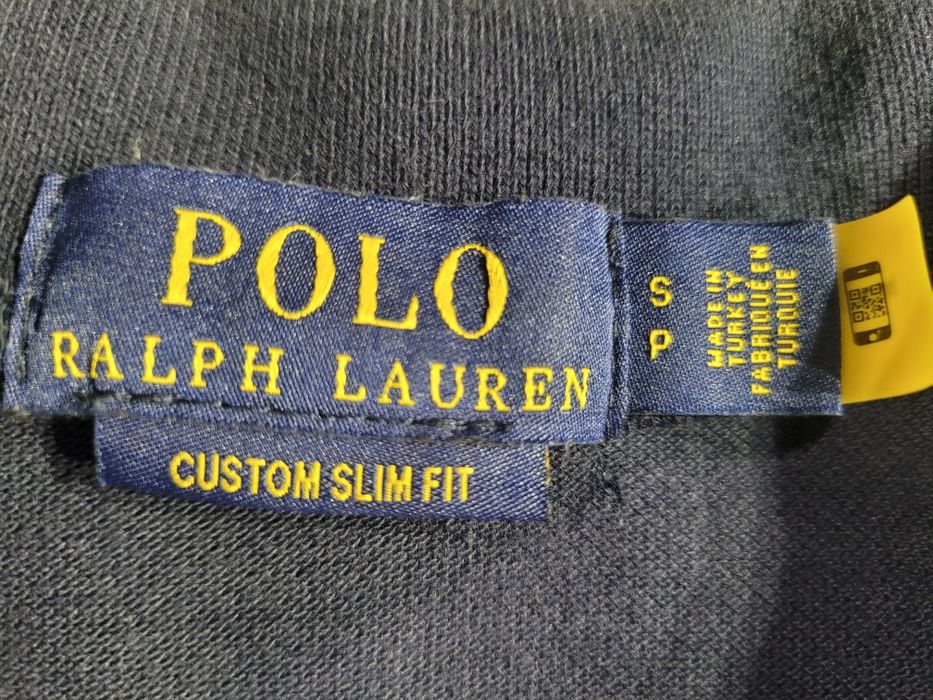 POLO
RALPH LAUREN
CUSTOM SLIM FIT
S
P
MADE IN
TURKEY
FABRIQUÉ EN
TURQUIE